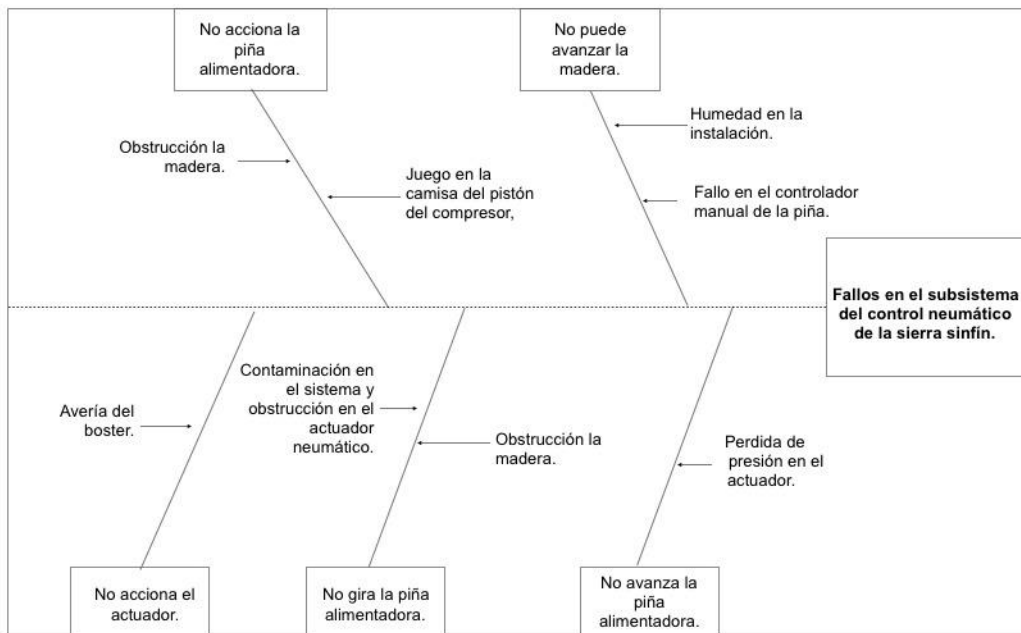 No acciona la
piña
alimentadora.
No puede
avanzar la
madera.
Humedad en la
instalación.
Obstrucción la
madera.
Juego en la
camisa del pistón
del compresor,
Fallo en el controlador
manual de la piña.
Fallos en el subsistema
del control neumático
de la sierra sinfín.
Contaminación en
el sistema y
obstrucción en el
actuador
neumático.
Avería del
boster.
Obstrucción la
madera.
Perdida de
presión en el
actuador.
No acciona el
actuador.
No gira la piña
alimentadora.
No avanza la
piña
alimentadora.